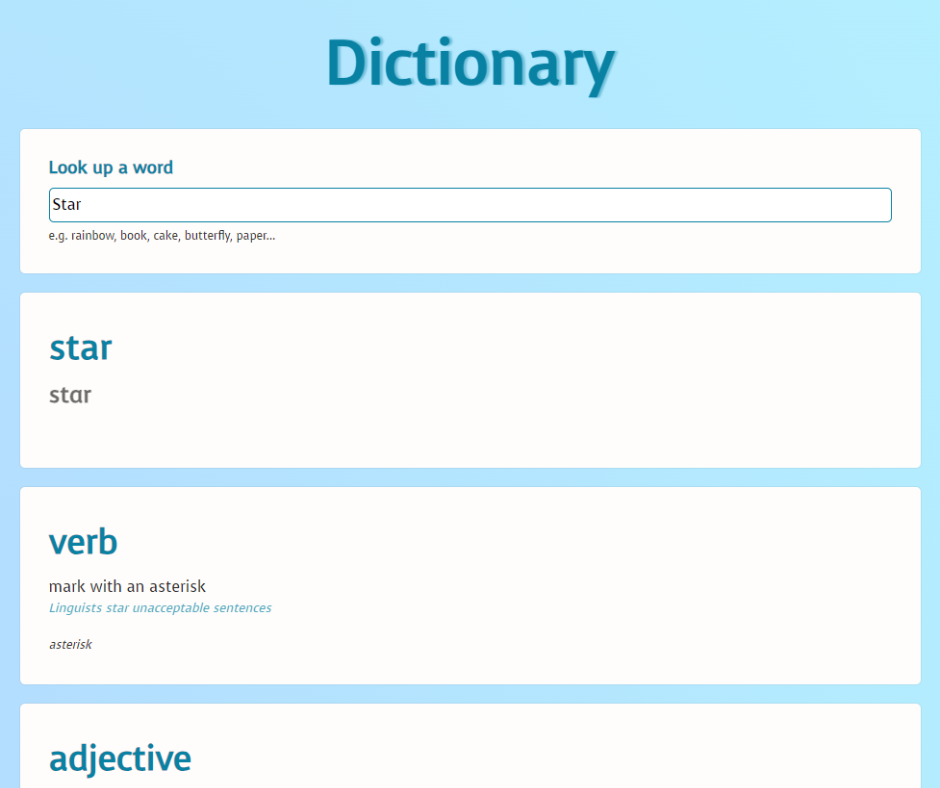 Dictionary
Look up a word
Star
e.g. rainbow, book, cake, butterfly, paper...
star
stɑr
verb
mark with an asterisk
Linguists star unacceptable sentences
asterisk
adjective